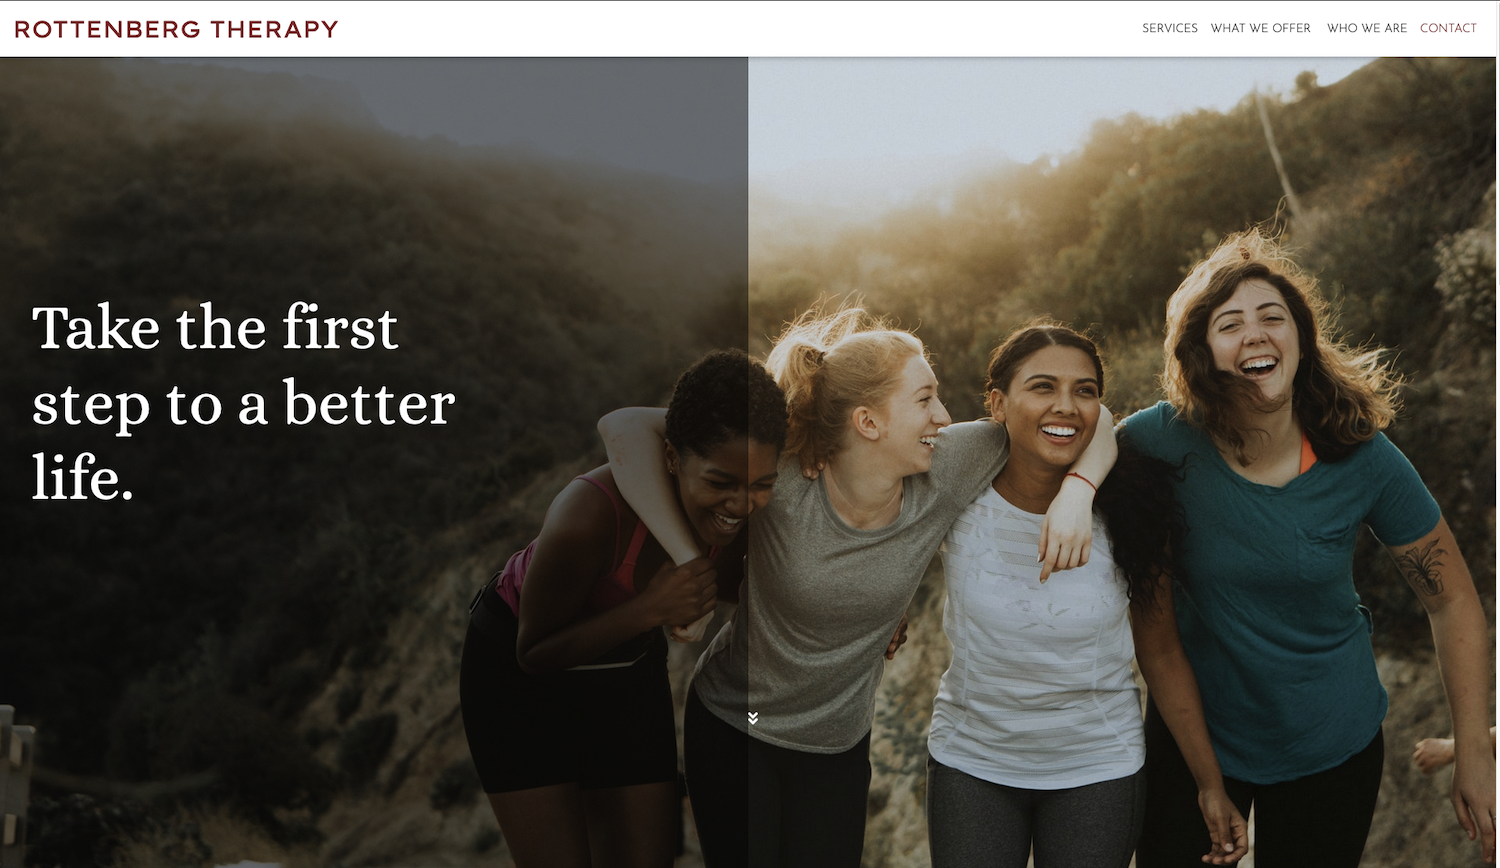 ROTTENBERG THERAPY
SERVICES WHAT WE OFFER WHO WE ARE CONTACT
Take the first
step to a better
life.